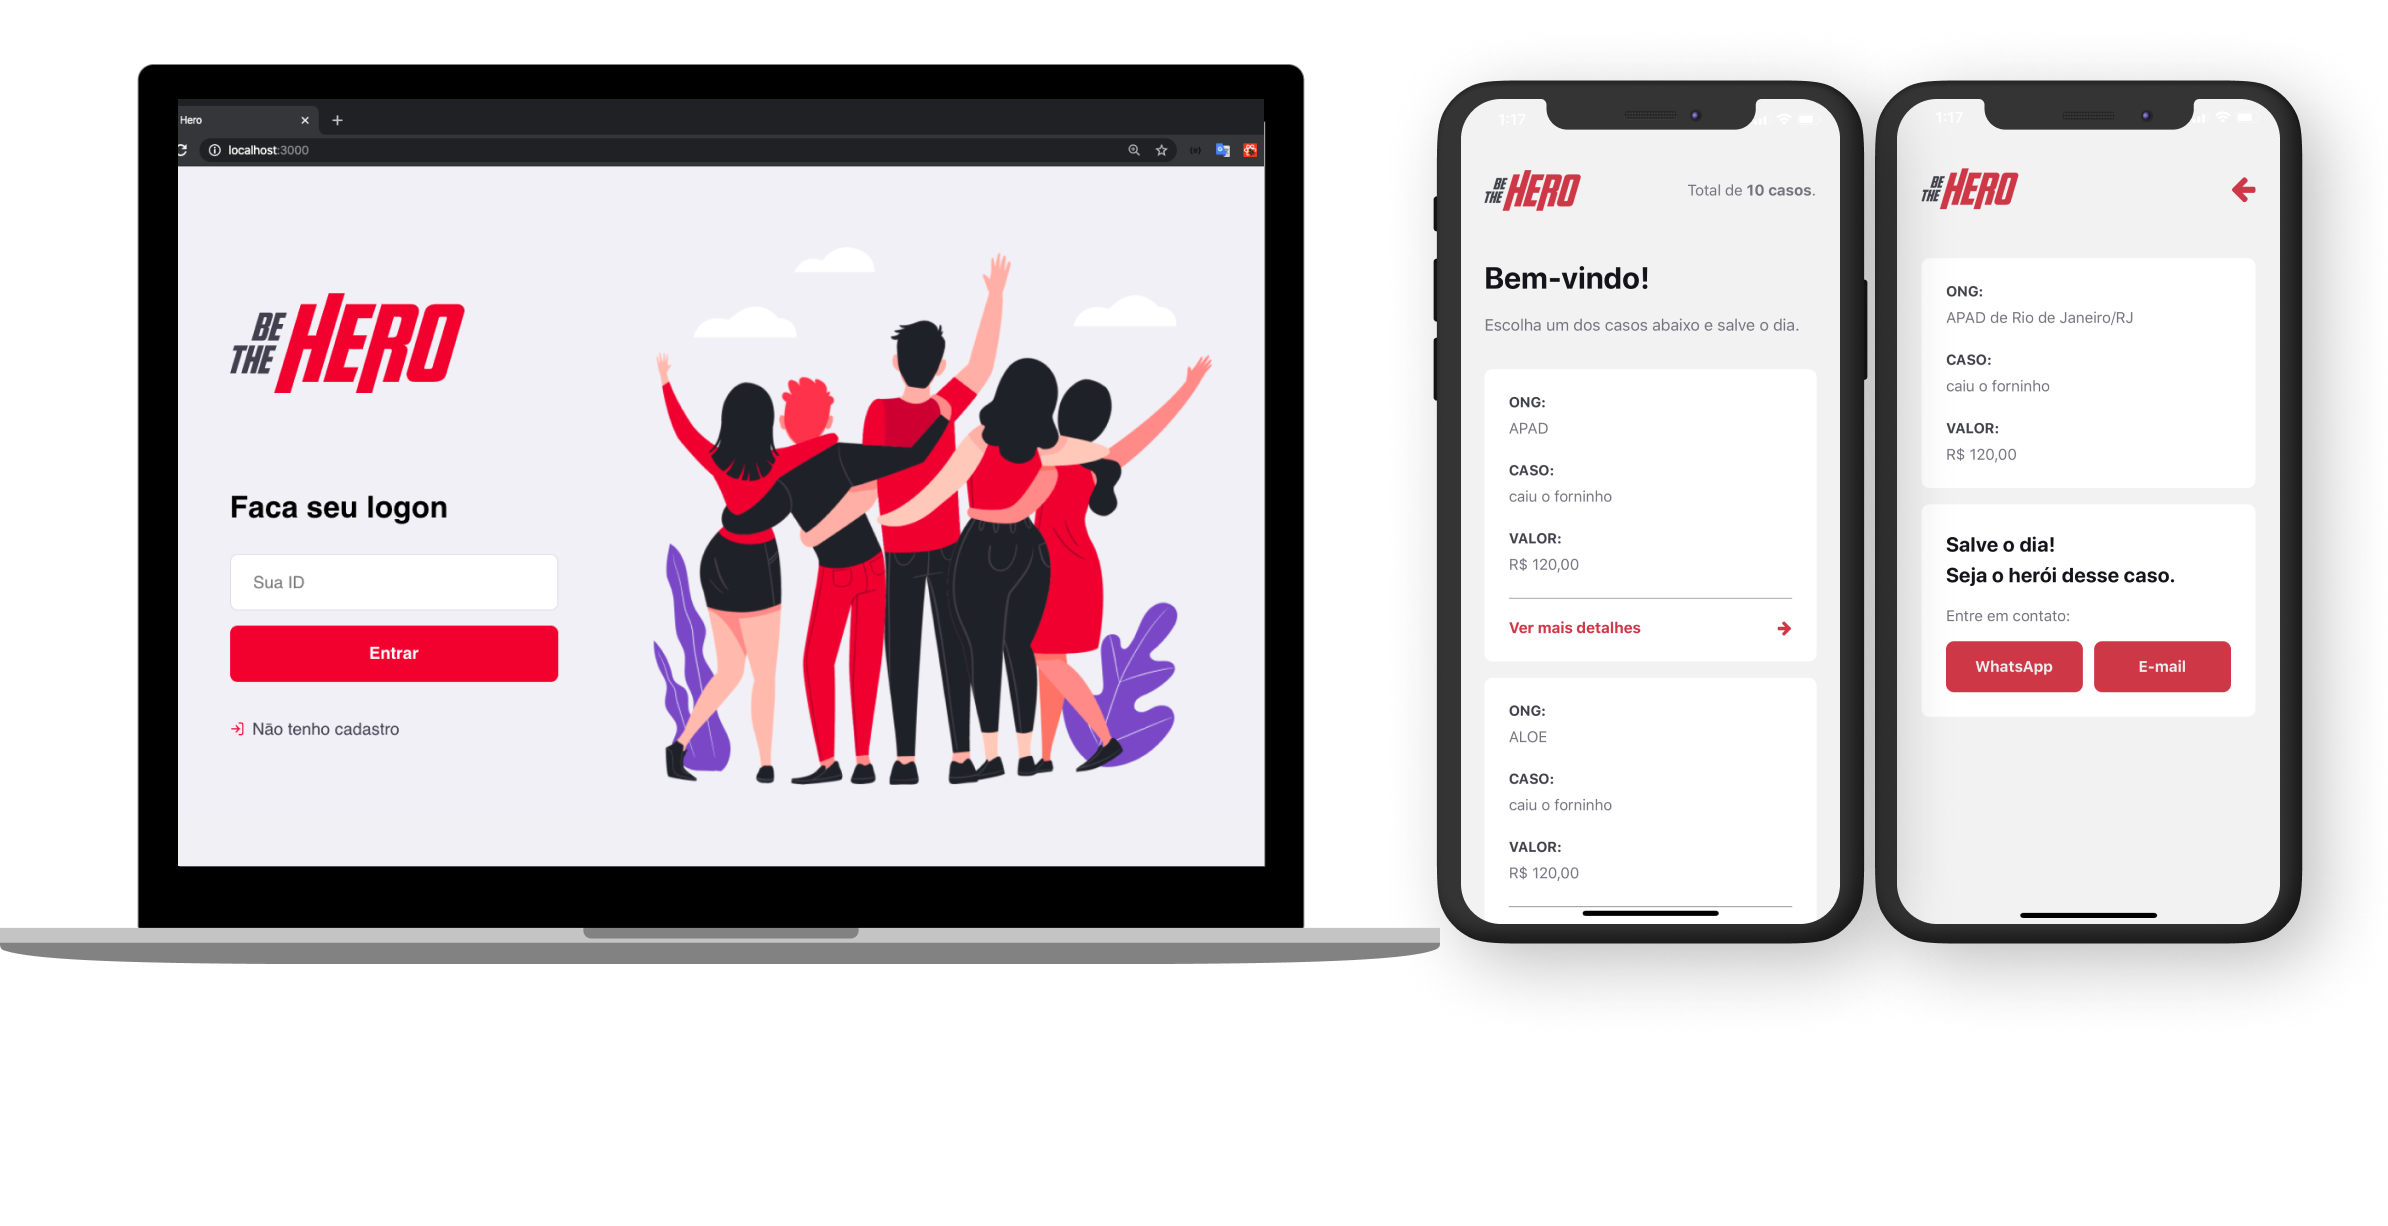 Hero
localhost:3000
BE
THE HERO
Faca seu logon
Sua ID
Entrar
Não tenho cadastro
1:17
BE
THE HERO
Total de 10 casos.
Bem-vindo!
Escolha um dos casos abaixo e salve o dia.
ONG:
APAD
CASO:
caiu o forninho
VALOR:
R$ 120,00
Ver mais detalhes
ONG:
ALOE
CASO:
caiu o forninho
VALOR:
R$ 120,00
1:17
BE
THE HERO
ONG:
APAD de Rio de Janeiro/RJ
CASO:
caiu o forninho
VALOR:
R$ 120,00
Salve o dia!
Seja o herói desse caso.
Entre em contato:
WhatsApp
E-mail